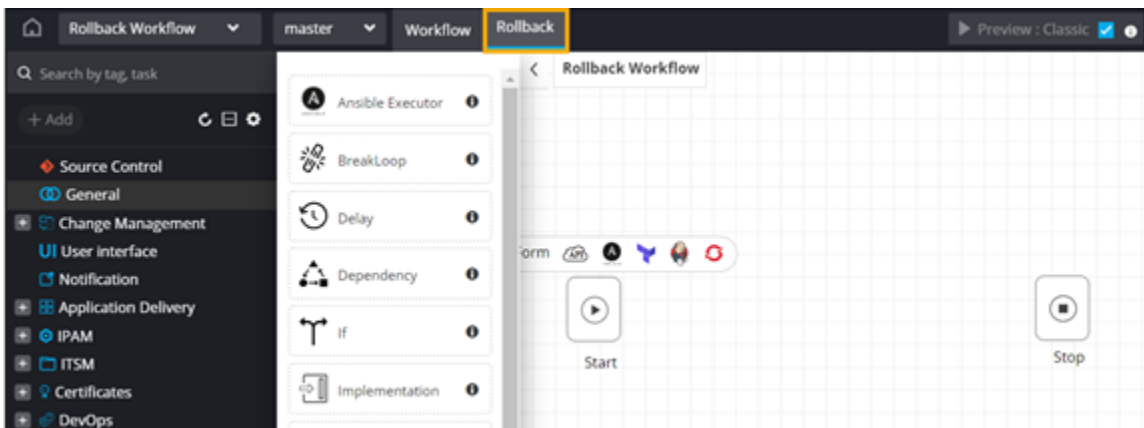 Rollback Workflow
master
Workflow
Rollback
Preview : Classic
Search by tag, task
+ Add
Source Control
General
Change Management
UI User interface
Notification
Application Delivery
IPAM
ITSM
Certificates
DevOps
Ansible Executor
BreakLoop
Delay
Dependency
If
Implementation
Rollback Workflow
orm
API
Start
Stop